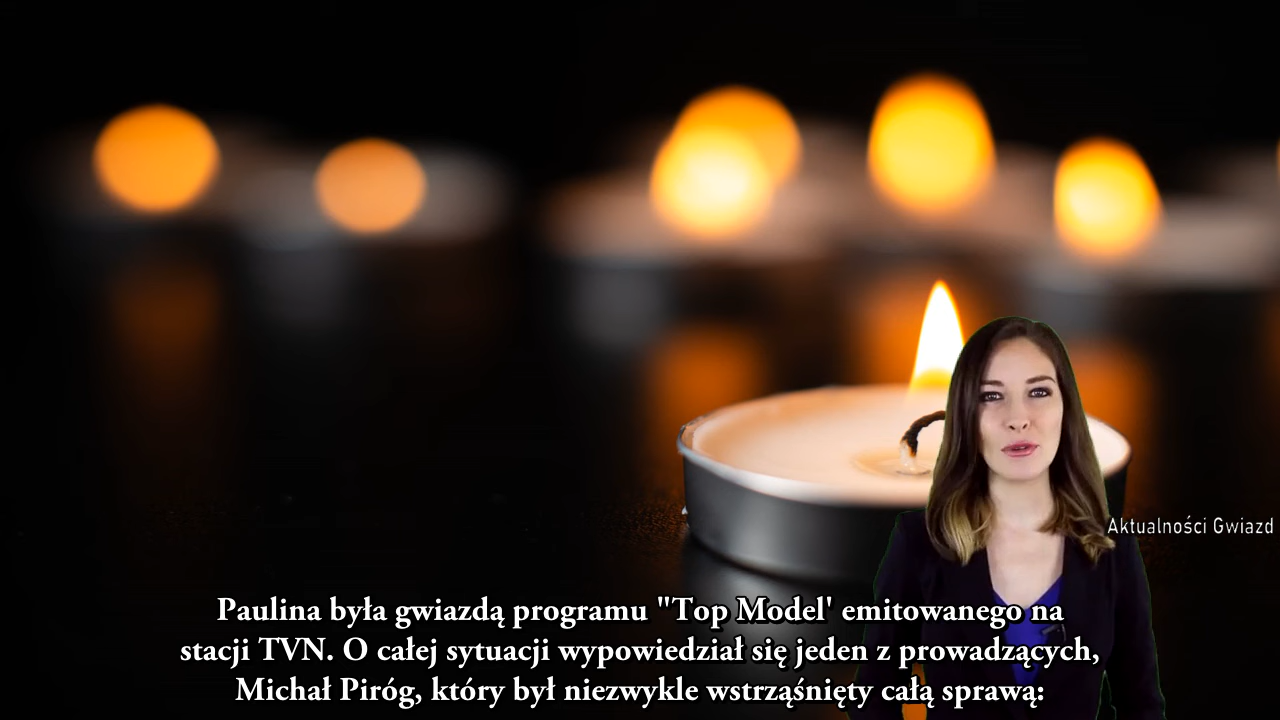 Aktualności Gwiazd
Paulina była gwiazdą programu "Top Model' emitowanego na
stacji TVN. O całej sytuacji wypowiedział się jeden z prowadzących,
Michał Piróg, który był niezwykle wstrząśnięty całą sprawą: